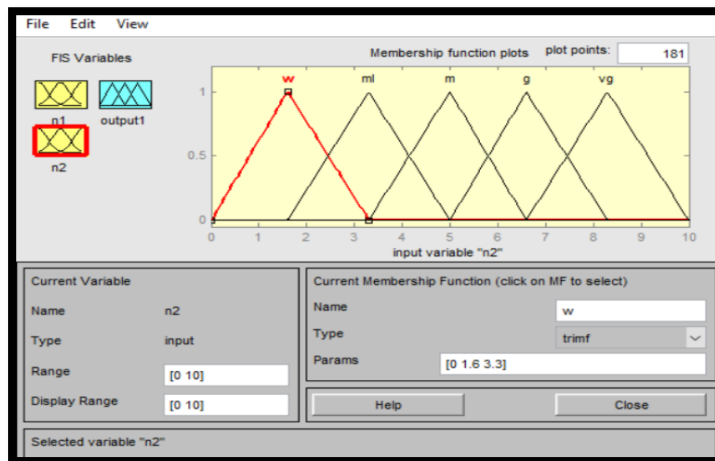 File Edit View
FIS Variables
Membership function plots plot points: 181
n1 output1
n2
w ml m g vg
1
0.5
0
0 1 2 3 4 5 6 7 8 9 10
input variable "n2"
Current Variable
Name n2
Type input
Range [0 10]
Display Range [0 10]
Current Membership Function (click on MF to select)
Name w
Type trimf
Params [0 1.6 3.3]
Help Close
Selected variable "n2"